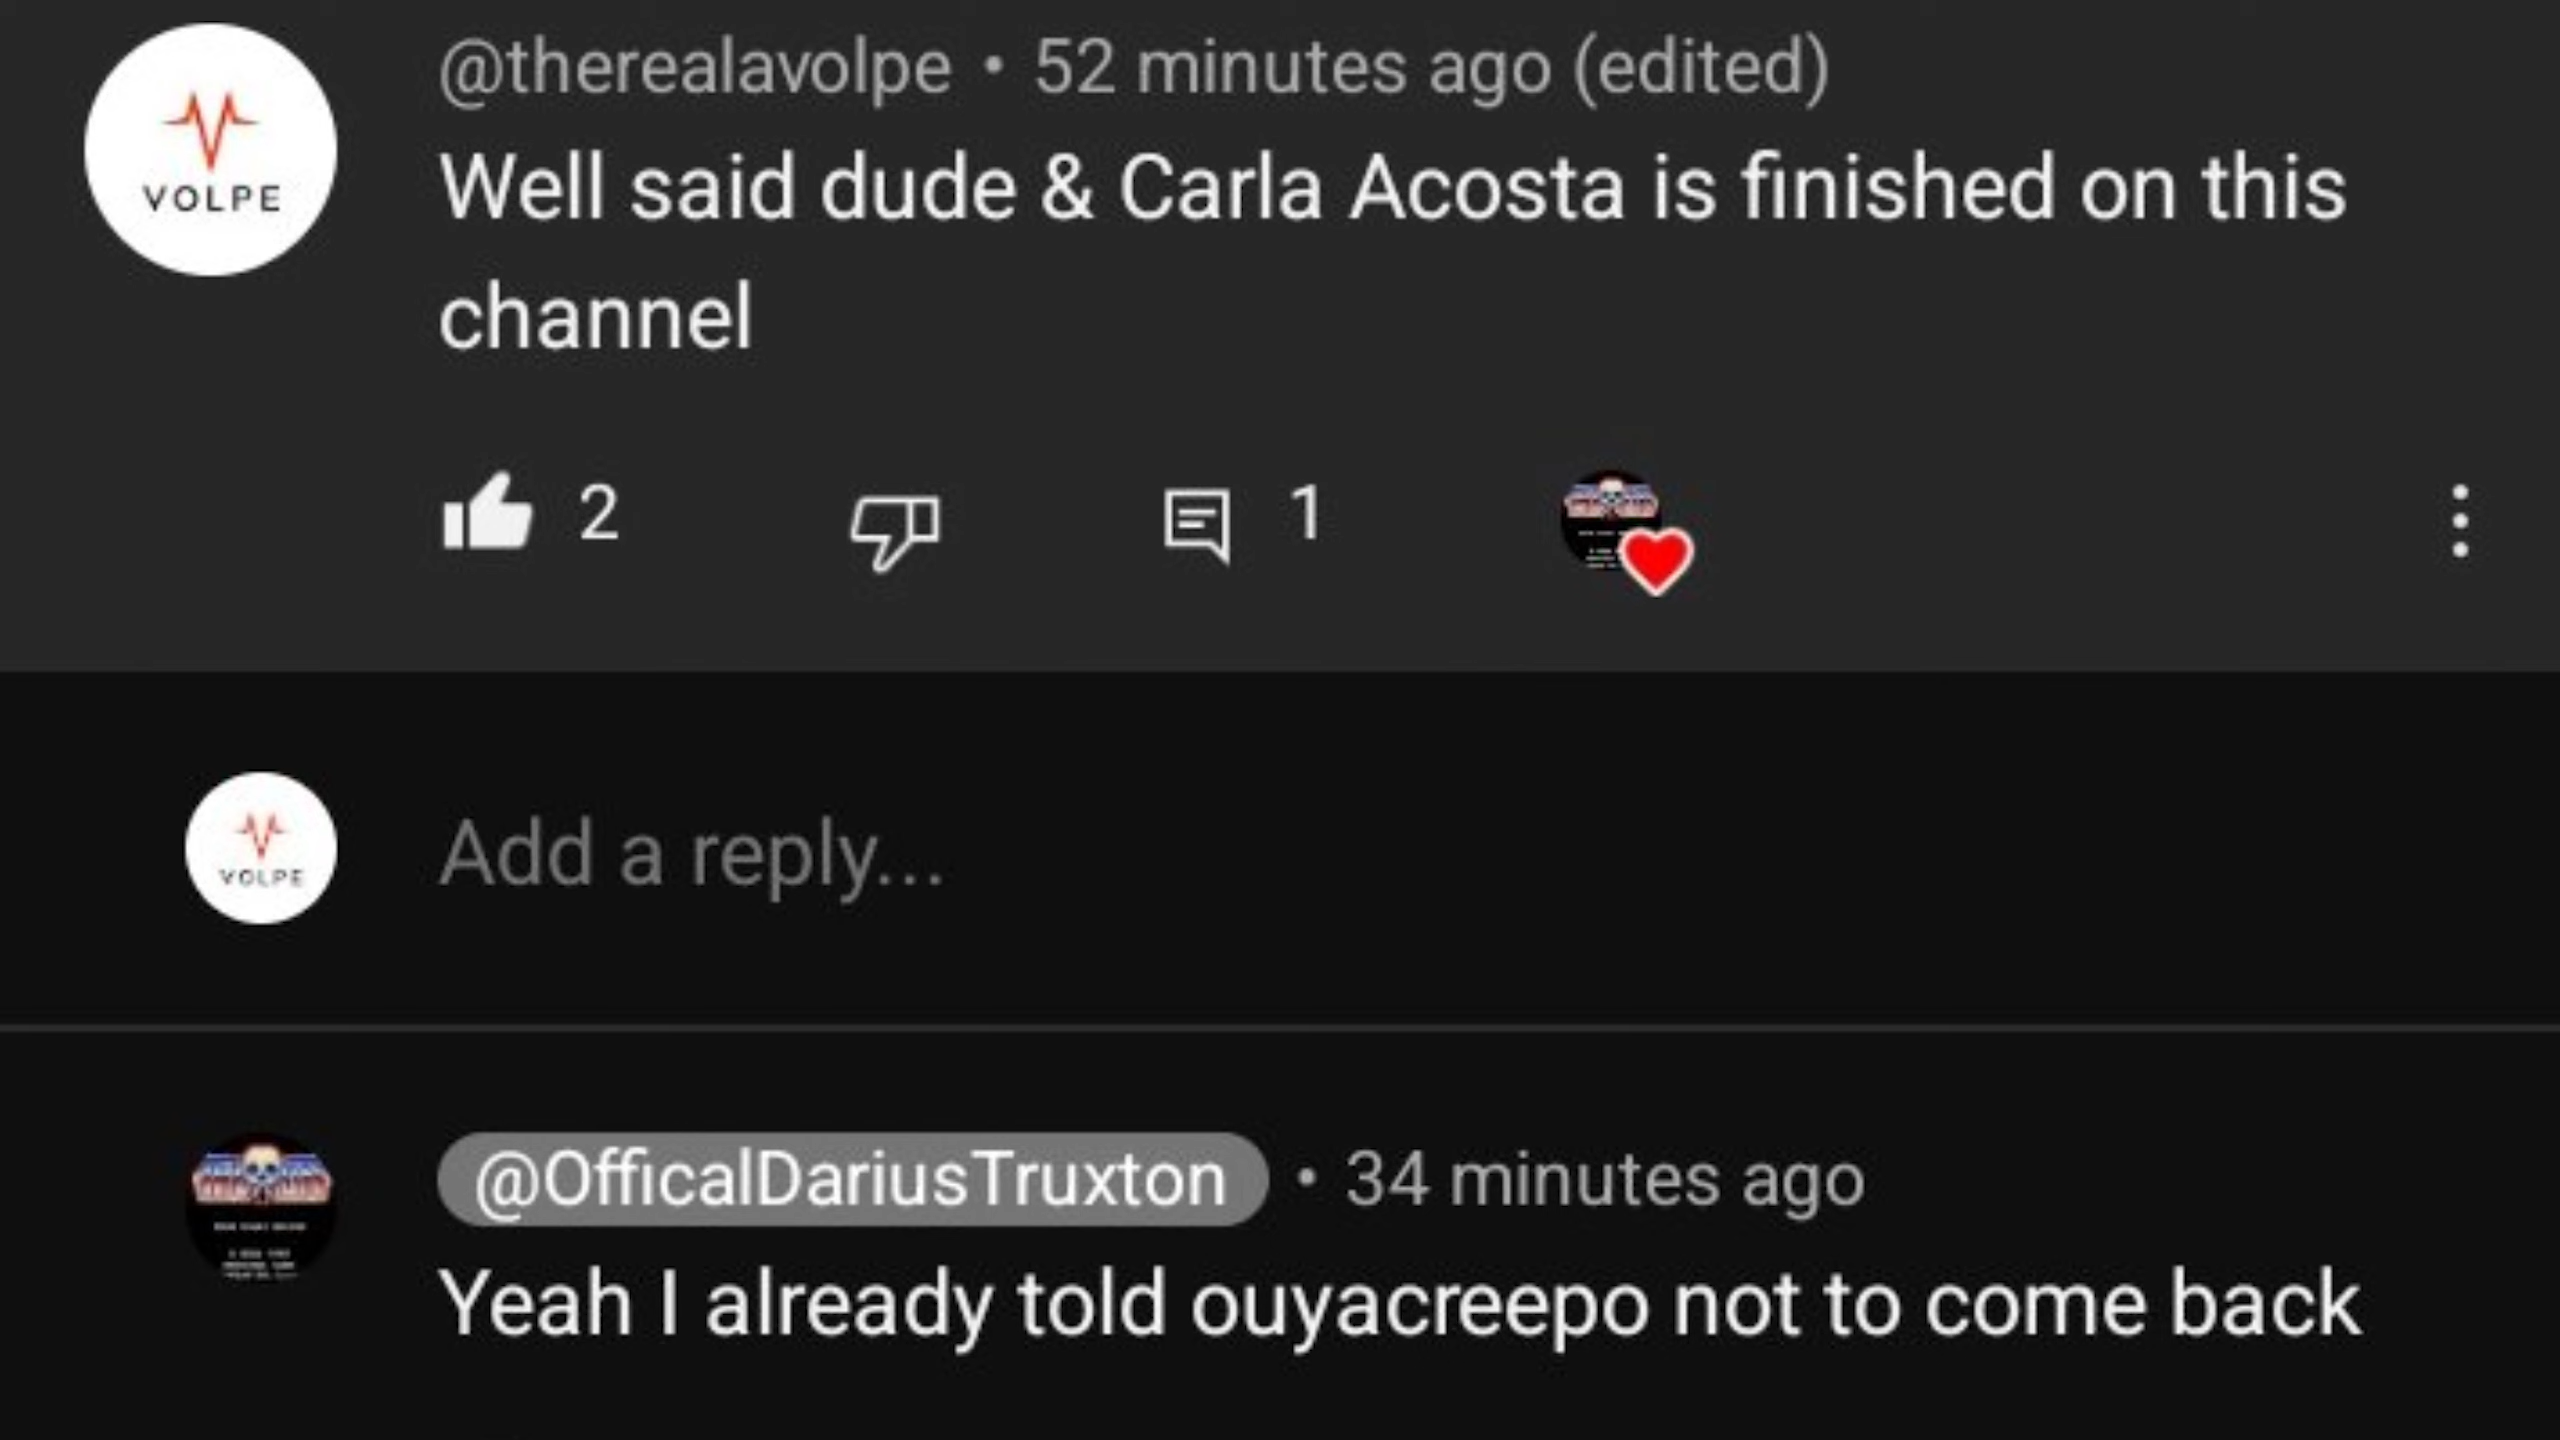 @therealavolpe • 52 minutes ago (edited)
VOLPE
Well said dude & Carla Acosta is finished on this
channel
2
1
VOLPE
Add a reply...
@OfficalDariusTruxton • 34 minutes ago
Yeah I already told ouyacreepo not to come back